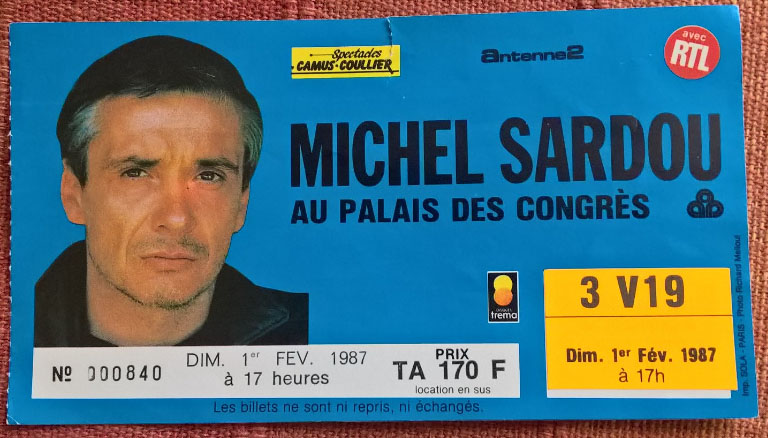 Spectacles
CAMUS·COULLIER
antenne2
avec
RTL
MICHEL SARDOU
AU PALAIS DES CONGRÈS
disques
trema
3 V19
Dim. 1er Fév. 1987
à 17h
Nº 000840
DIM. 1er FEV. 1987
à 17 heures
PRIX
TA 170 F
location en sus
Les billets ne sont ni repris, ni échangés.
Imp. SOLA - PARIS - Photo Richard Melloul